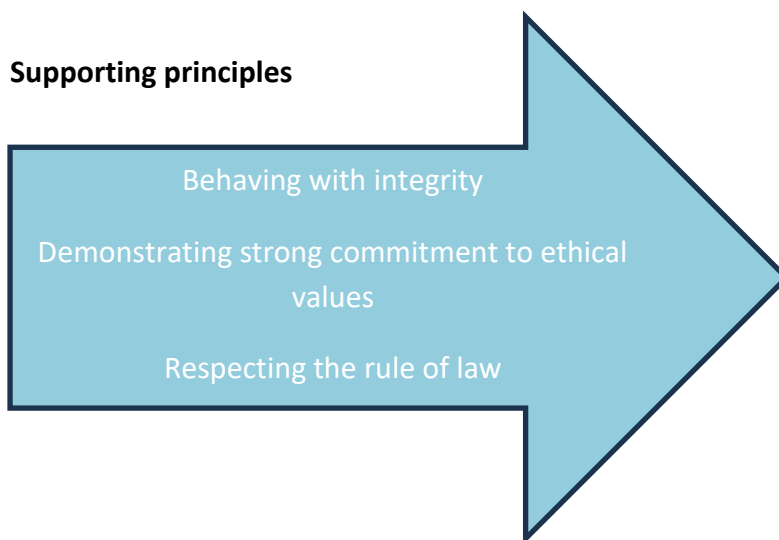 Supporting principles
Behaving with integrity
Demonstrating strong commitment to ethical
values
Respecting the rule of law